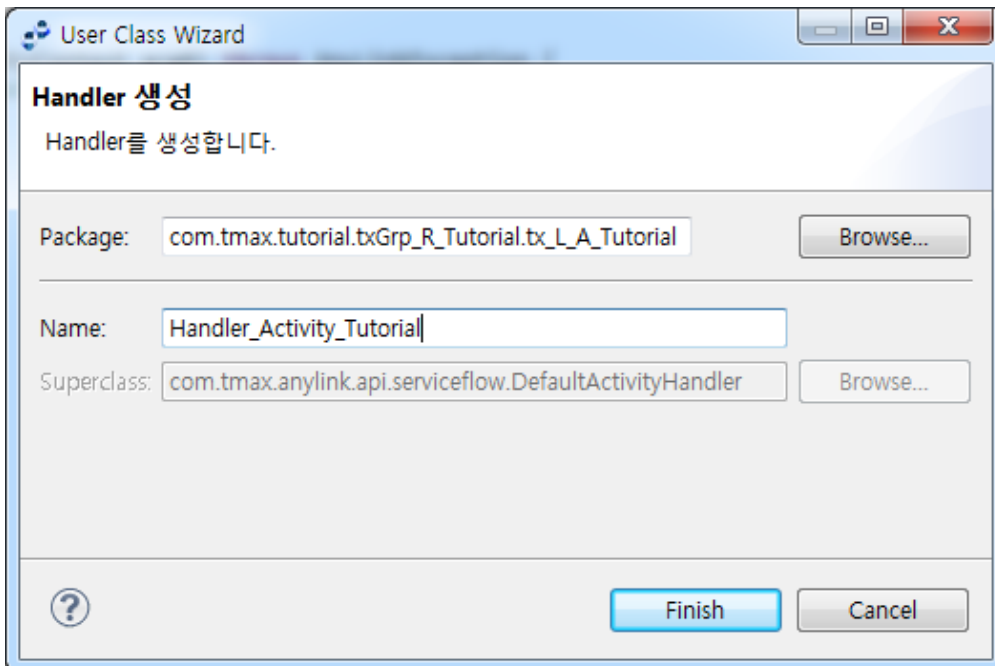 User Class Wizard
Handler 생성
Handler를 생성합니다.
Package: com.tmax.tutorial.txGrp_R_Tutorial.tx_L_A_Tutorial Browse...
Name: Handler_Activity_Tutorial
Superclass: com.tmax.anylink.api.serviceflow.DefaultActivityHandler Browse...
? Finish Cancel